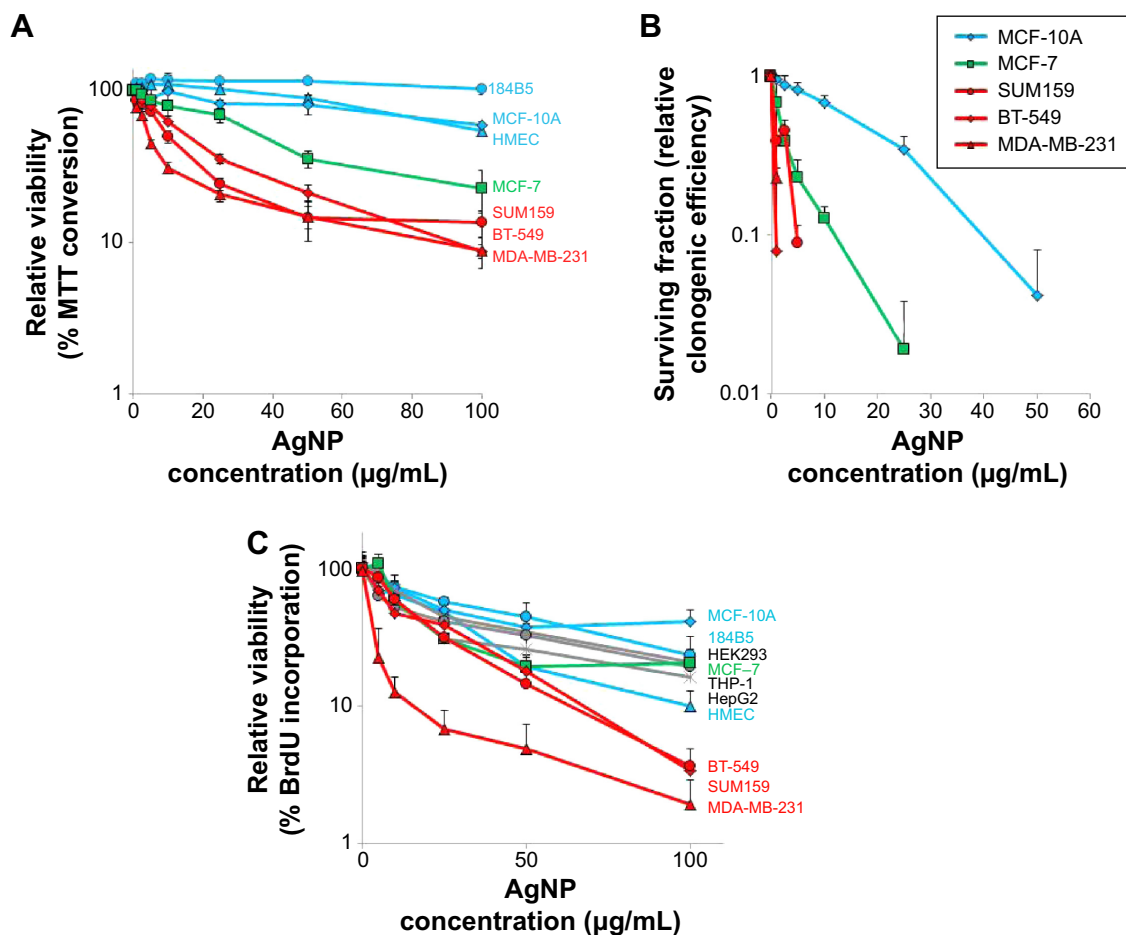 A
Relative viability
(% MTT conversion)
100
10
1
0
20
40
60
80
100
184B5
MCF-10A
HMEC
MCF-7
SUM159
BT-549
MDA-MB-231
AgNP
concentration (µg/mL)
B
Surviving fraction (relative
clonogenic efficiency)
1
0.1
0.01
0
10
20
30
40
50
60
AgNP
concentration (µg/mL)
MCF-10A
MCF-7
SUM159
BT-549
MDA-MB-231
C
Relative viability
(% BrdU incorporation)
100
10
1
0
50
100
MCF-10A
184B5
HEK293
MCF–7
THP-1
HepG2
HMEC
BT-549
SUM159
MDA-MB-231
AgNP
concentration (µg/mL)